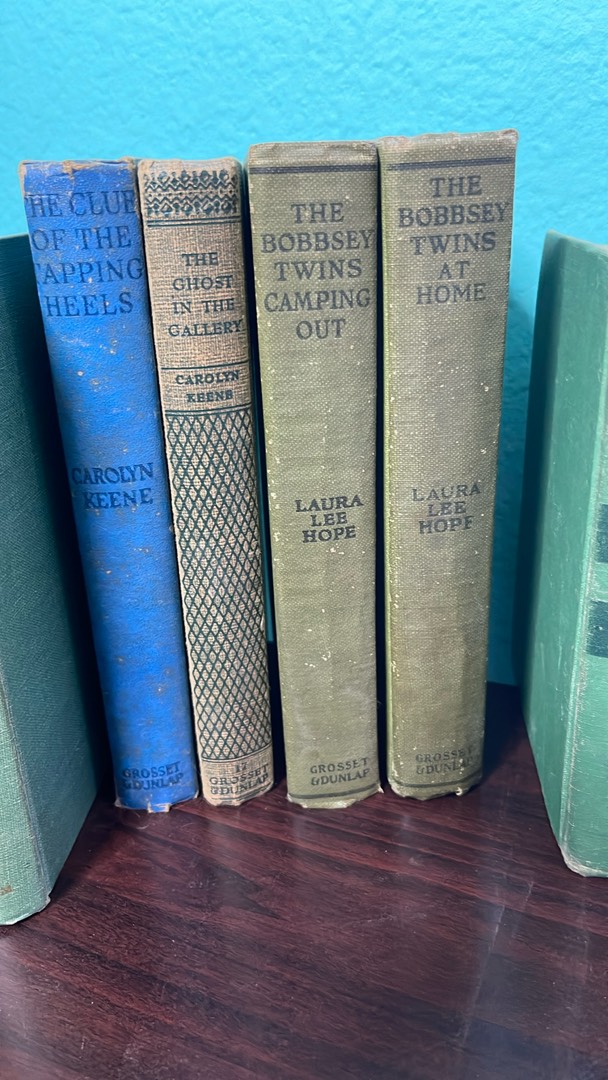 THE CLUE
OF THE
TAPPING
HEELS
CAROLYN
KEENE
GROSSET
& DUNLAP
THE
GHOST
IN THE
GALLERY
CAROLYN
KEENE
12
GROSSET
& DUNLAP
THE
BOBBSEY
TWINS
CAMPING
OUT
LAURA
LEE
HOPE
GROSSET
& DUNLAP
THE
BOBBSEY
TWINS
AT
HOME
LAURA
LEE
HOPE
GROSSET
& DUNLAP